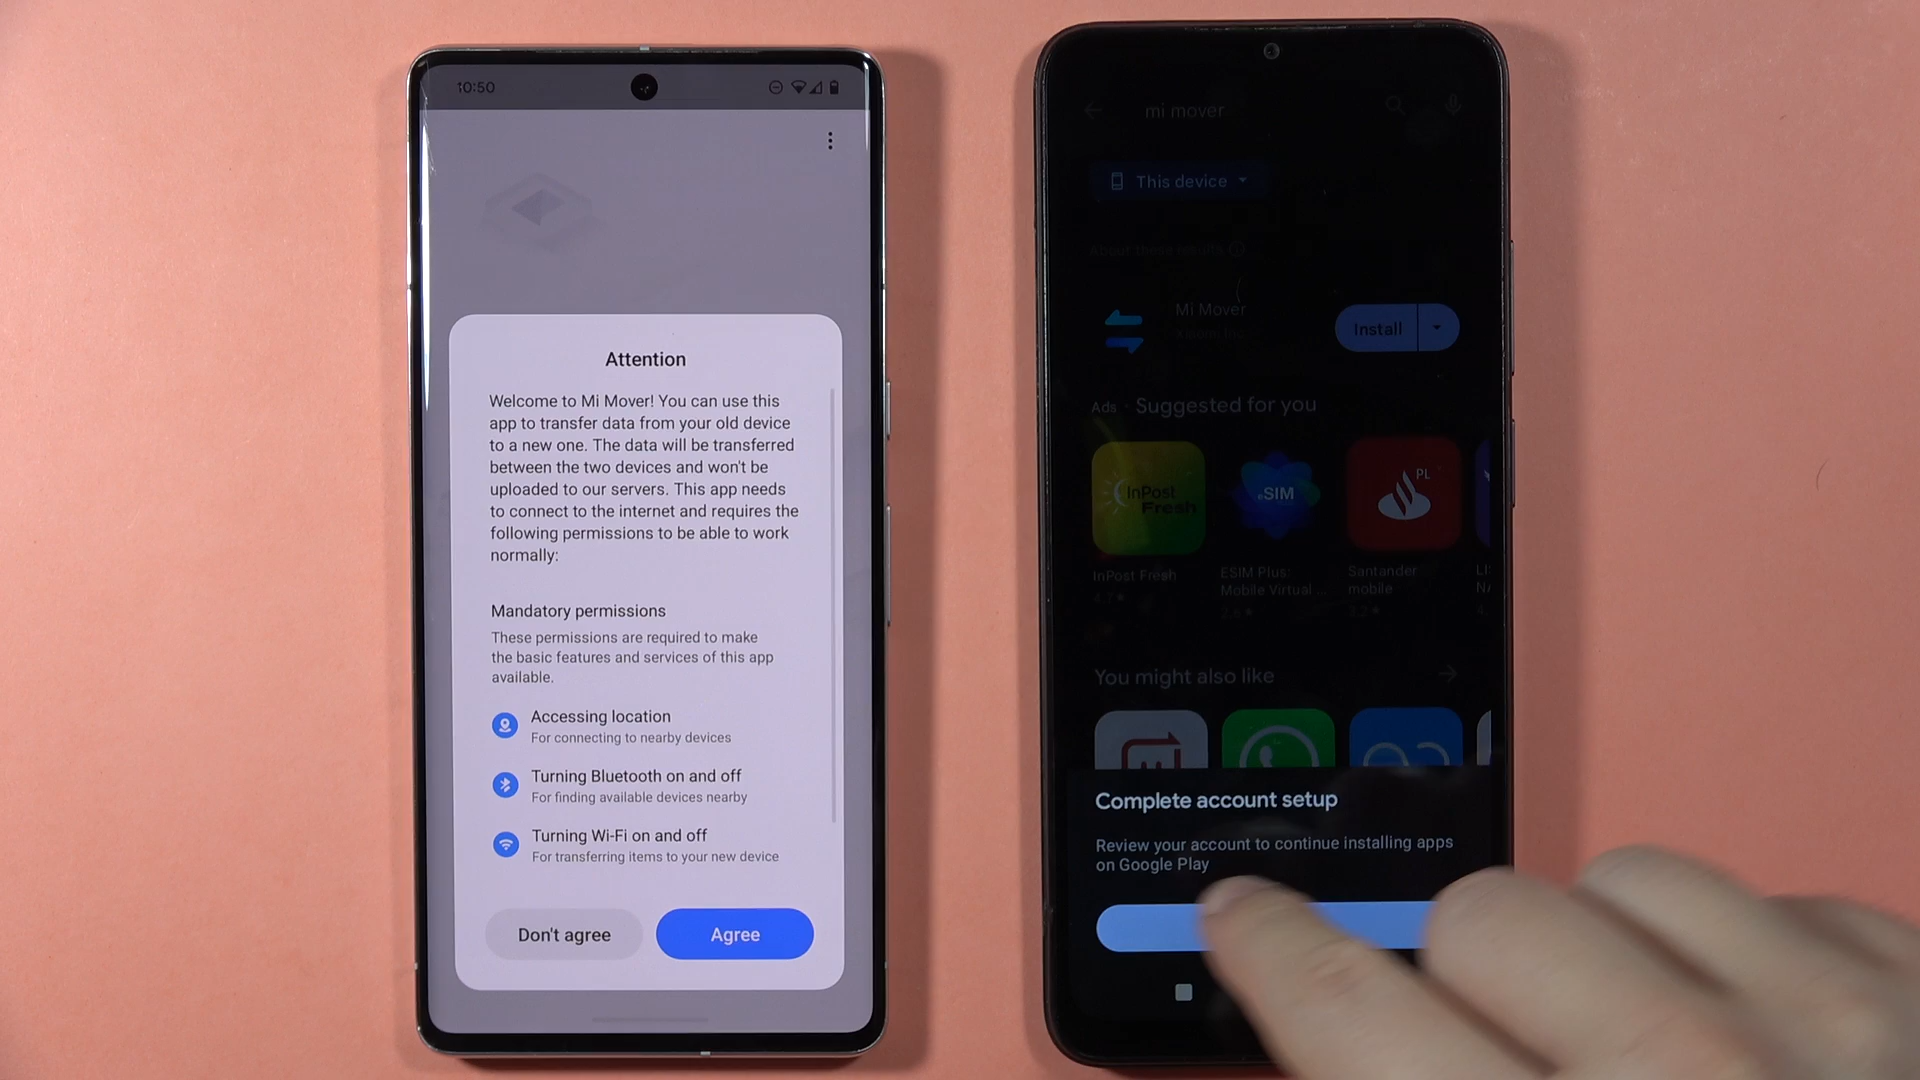 10:50
Attention
Welcome to Mi Mover! You can use this
app to transfer data from your old device
to a new one. The data will be transferred
between the two devices and won't be
uploaded to our servers. This app needs
to connect to the internet and requires the
following permissions to be able to work
normally:
Mandatory permissions
These permissions are required to make
the basic features and services of this app
available.
Accessing location
For connecting to nearby devices
Turning Bluetooth on and off
For finding available devices nearby
Turning Wi-Fi on and off
For transferring items to your new device
Don't agree
Agree
mi mover
This device
About these results
Mi Mover
Install
Ads · Suggested for you
InPost
Fresh
eSIM
PL
InPost Fresh
ESIM Plus:
Mobile Virtual ...
Santander
mobile
You might also like
Complete account setup
Review your account to continue installing apps
on Google Play